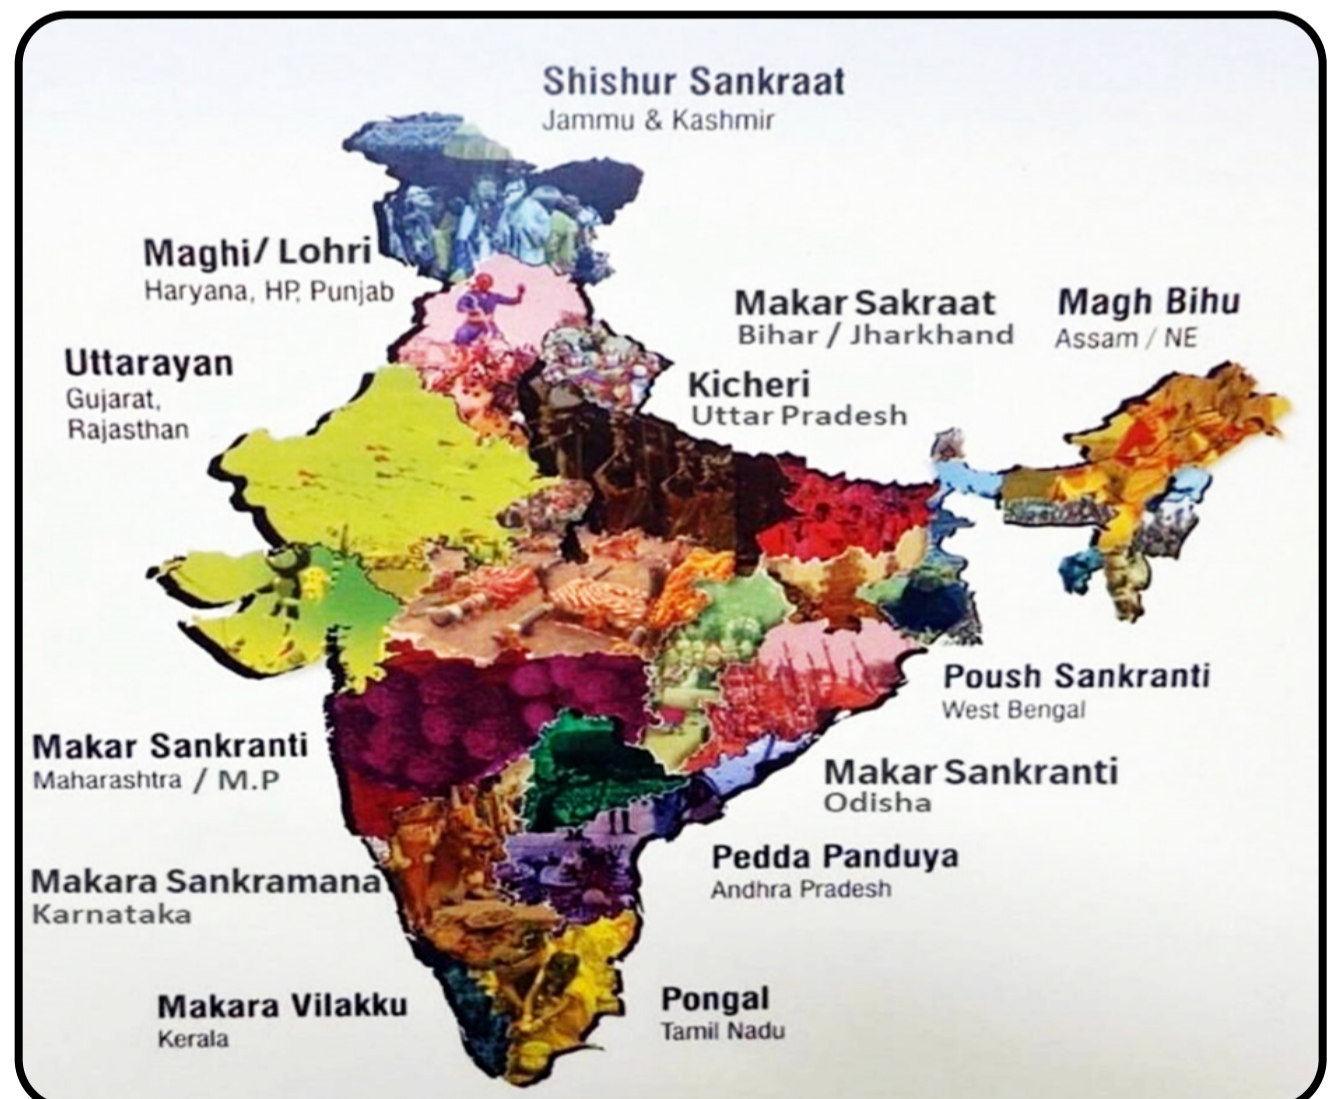 Shishur Sankraat
Jammu & Kashmir
Maghi/ Lohri
Haryana, HP, Punjab
Makar Sakraat
Bihar / Jharkhand
Magh Bihu
Assam / NE
Uttarayan
Gujarat,
Rajasthan
Kicheri
Uttar Pradesh
Poush Sankranti
West Bengal
Makar Sankranti
Maharashtra / M.P
Makar Sankranti
Odisha
Pedda Panduya
Andhra Pradesh
Makara Sankramana
Karnataka
Makara Vilakku
Kerala
Pongal
Tamil Nadu